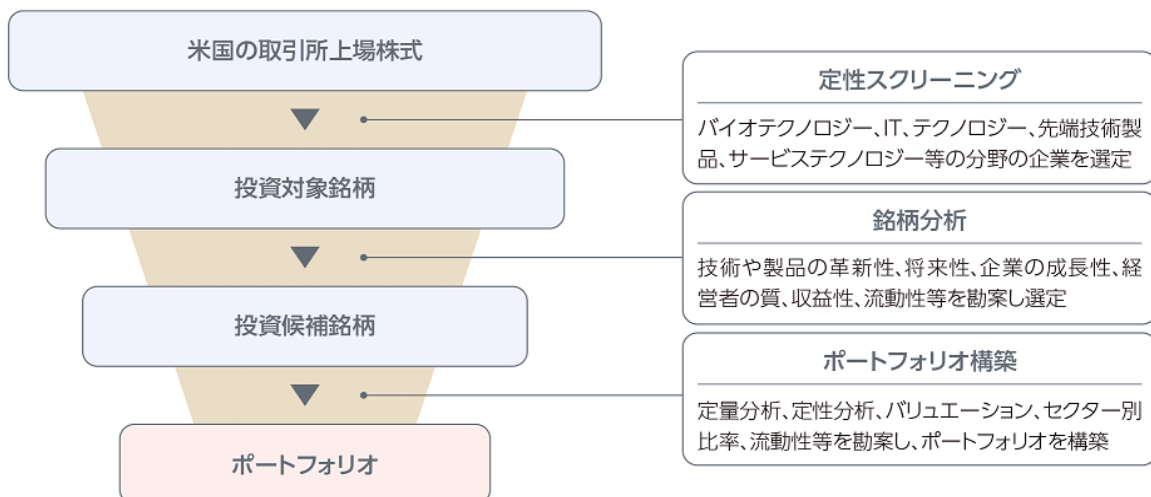 米国の取引所上場株式
定性スクリーニング
バイオテクノロジー、IT、テクノロジー、先端技術製
品、サービステクノロジー等の分野の企業を選定
投資対象銘柄
銘柄分析
技術や製品の革新性、将来性、企業の成長性、経
営者の質、収益性、流動性等を勘案し選定
投資候補銘柄
ポートフォリオ構築
定量分析、定性分析、バリュエーション、セクター別
比率、流動性等を勘案し、ポートフォリオを構築
ポートフォリオ